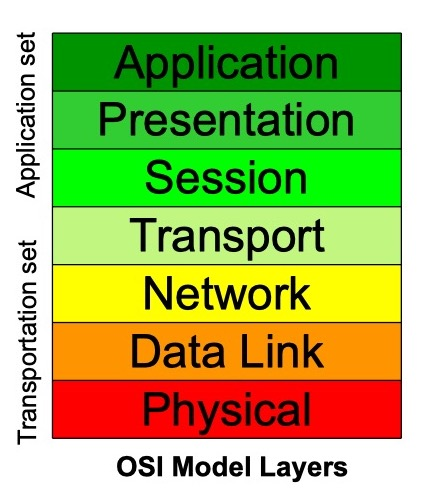 Application set
Transportation set
Application
Presentation
Session
Transport
Network
Data Link
Physical
OSI Model Layers